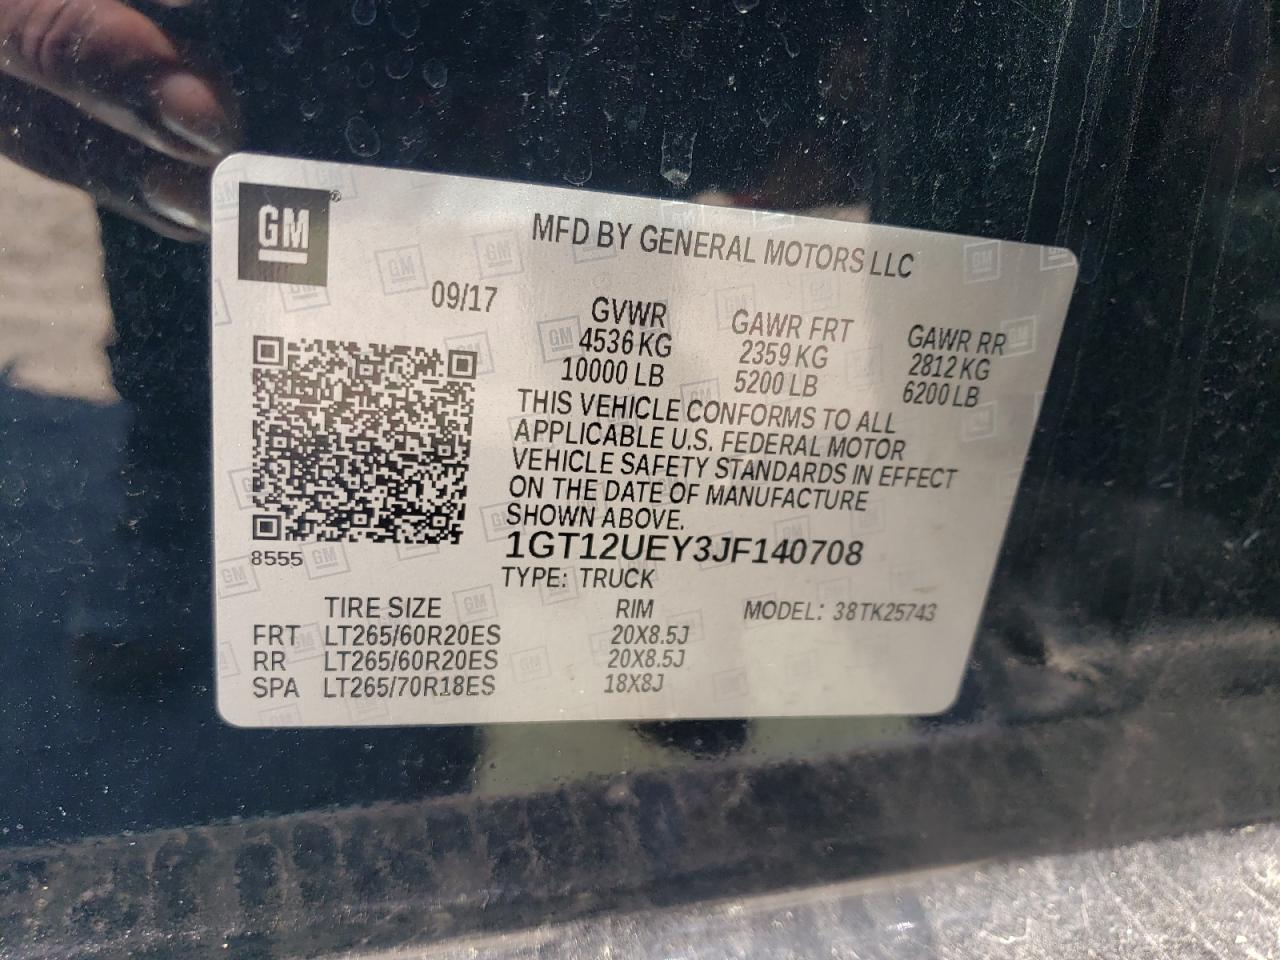 GM
MFD BY GENERAL MOTORS LLC
09/17
GVWR GAWR FRT GAWR RR
4536 KG 2359 KG 2812 KG
10000 LB 5200 LB 6200 LB
THIS VEHICLE CONFORMS TO ALL
APPLICABLE U.S. FEDERAL MOTOR
VEHICLE SAFETY STANDARDS IN EFFECT
ON THE DATE OF MANUFACTURE
SHOWN ABOVE.
1GT12UEY3JF140708
8555
TYPE: TRUCK
TIRE SIZE RIM MODEL: 38TK25743
FRT LT265/60R20ES 20X8.5J
RR LT265/60R20ES 20X8.5J
SPA LT265/70R18ES 18X8J